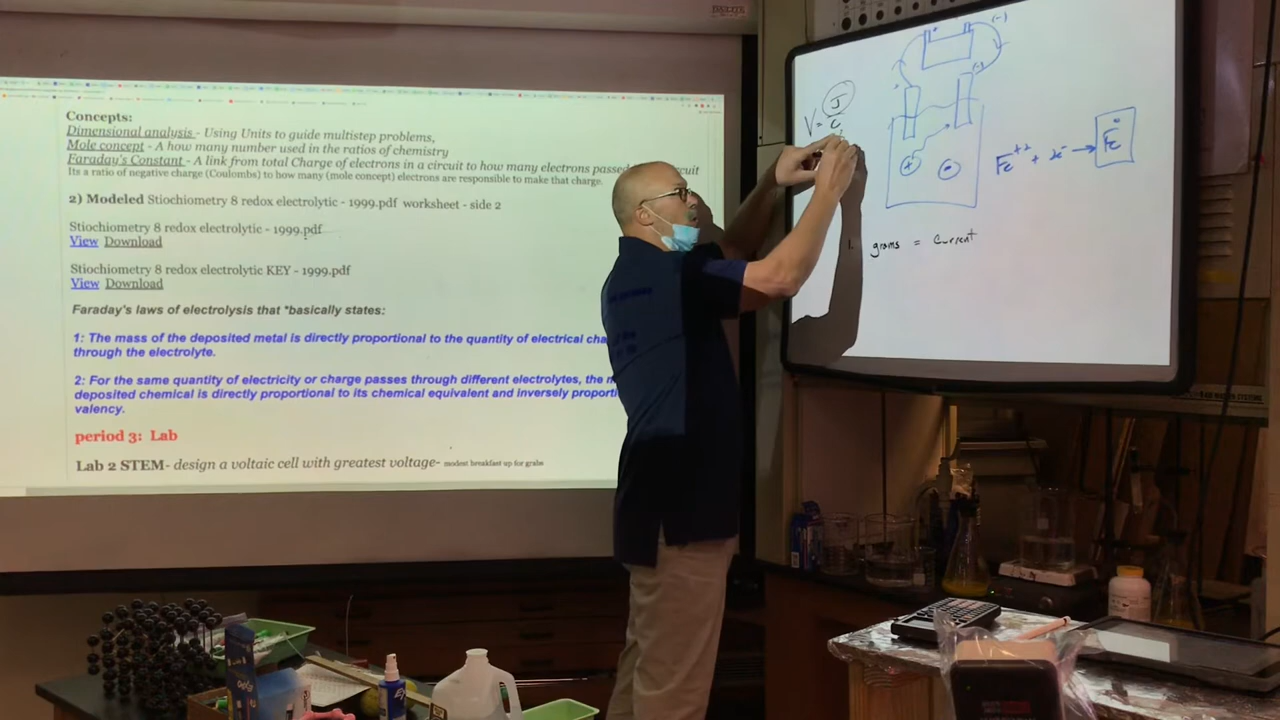 Concepts:
Dimensional analysis - Using Units to guide multistep problems,
Mole concept - A how many number used in the ratios of chemistry
Faraday's Constant - A link from total Charge of electrons in a circuit to how many electrons passed circuit
Its a ratio of negative charge (Coulombs) to how many (mole concept) electrons are responsible to make that charge.
2) Modeled Stiochiometry 8 redox electrolytic - 1999.pdf worksheet - side 2
Stiochiometry 8 redox electrolytic - 1999.pdf
View Download
Stiochiometry 8 redox electrolytic KEY - 1999.pdf
View Download
Faraday's laws of electrolysis that *basically states:
1: The mass of the deposited metal is directly proportional to the quantity of electrical
through the electrolyte.
2: For the same quantity of electricity or charge passes through different electrolytes, the
deposited chemical is directly proportional to its chemical equivalent and inversely
valency.
period 3: Lab
Lab 2 STEM- design a voltaic cell with greatest voltage- modest breakfast up for grabs
DALITE
(-)
(-)
V = J
C
+ -
Fe+2 + 2e- → Fe°
1. grams = Current